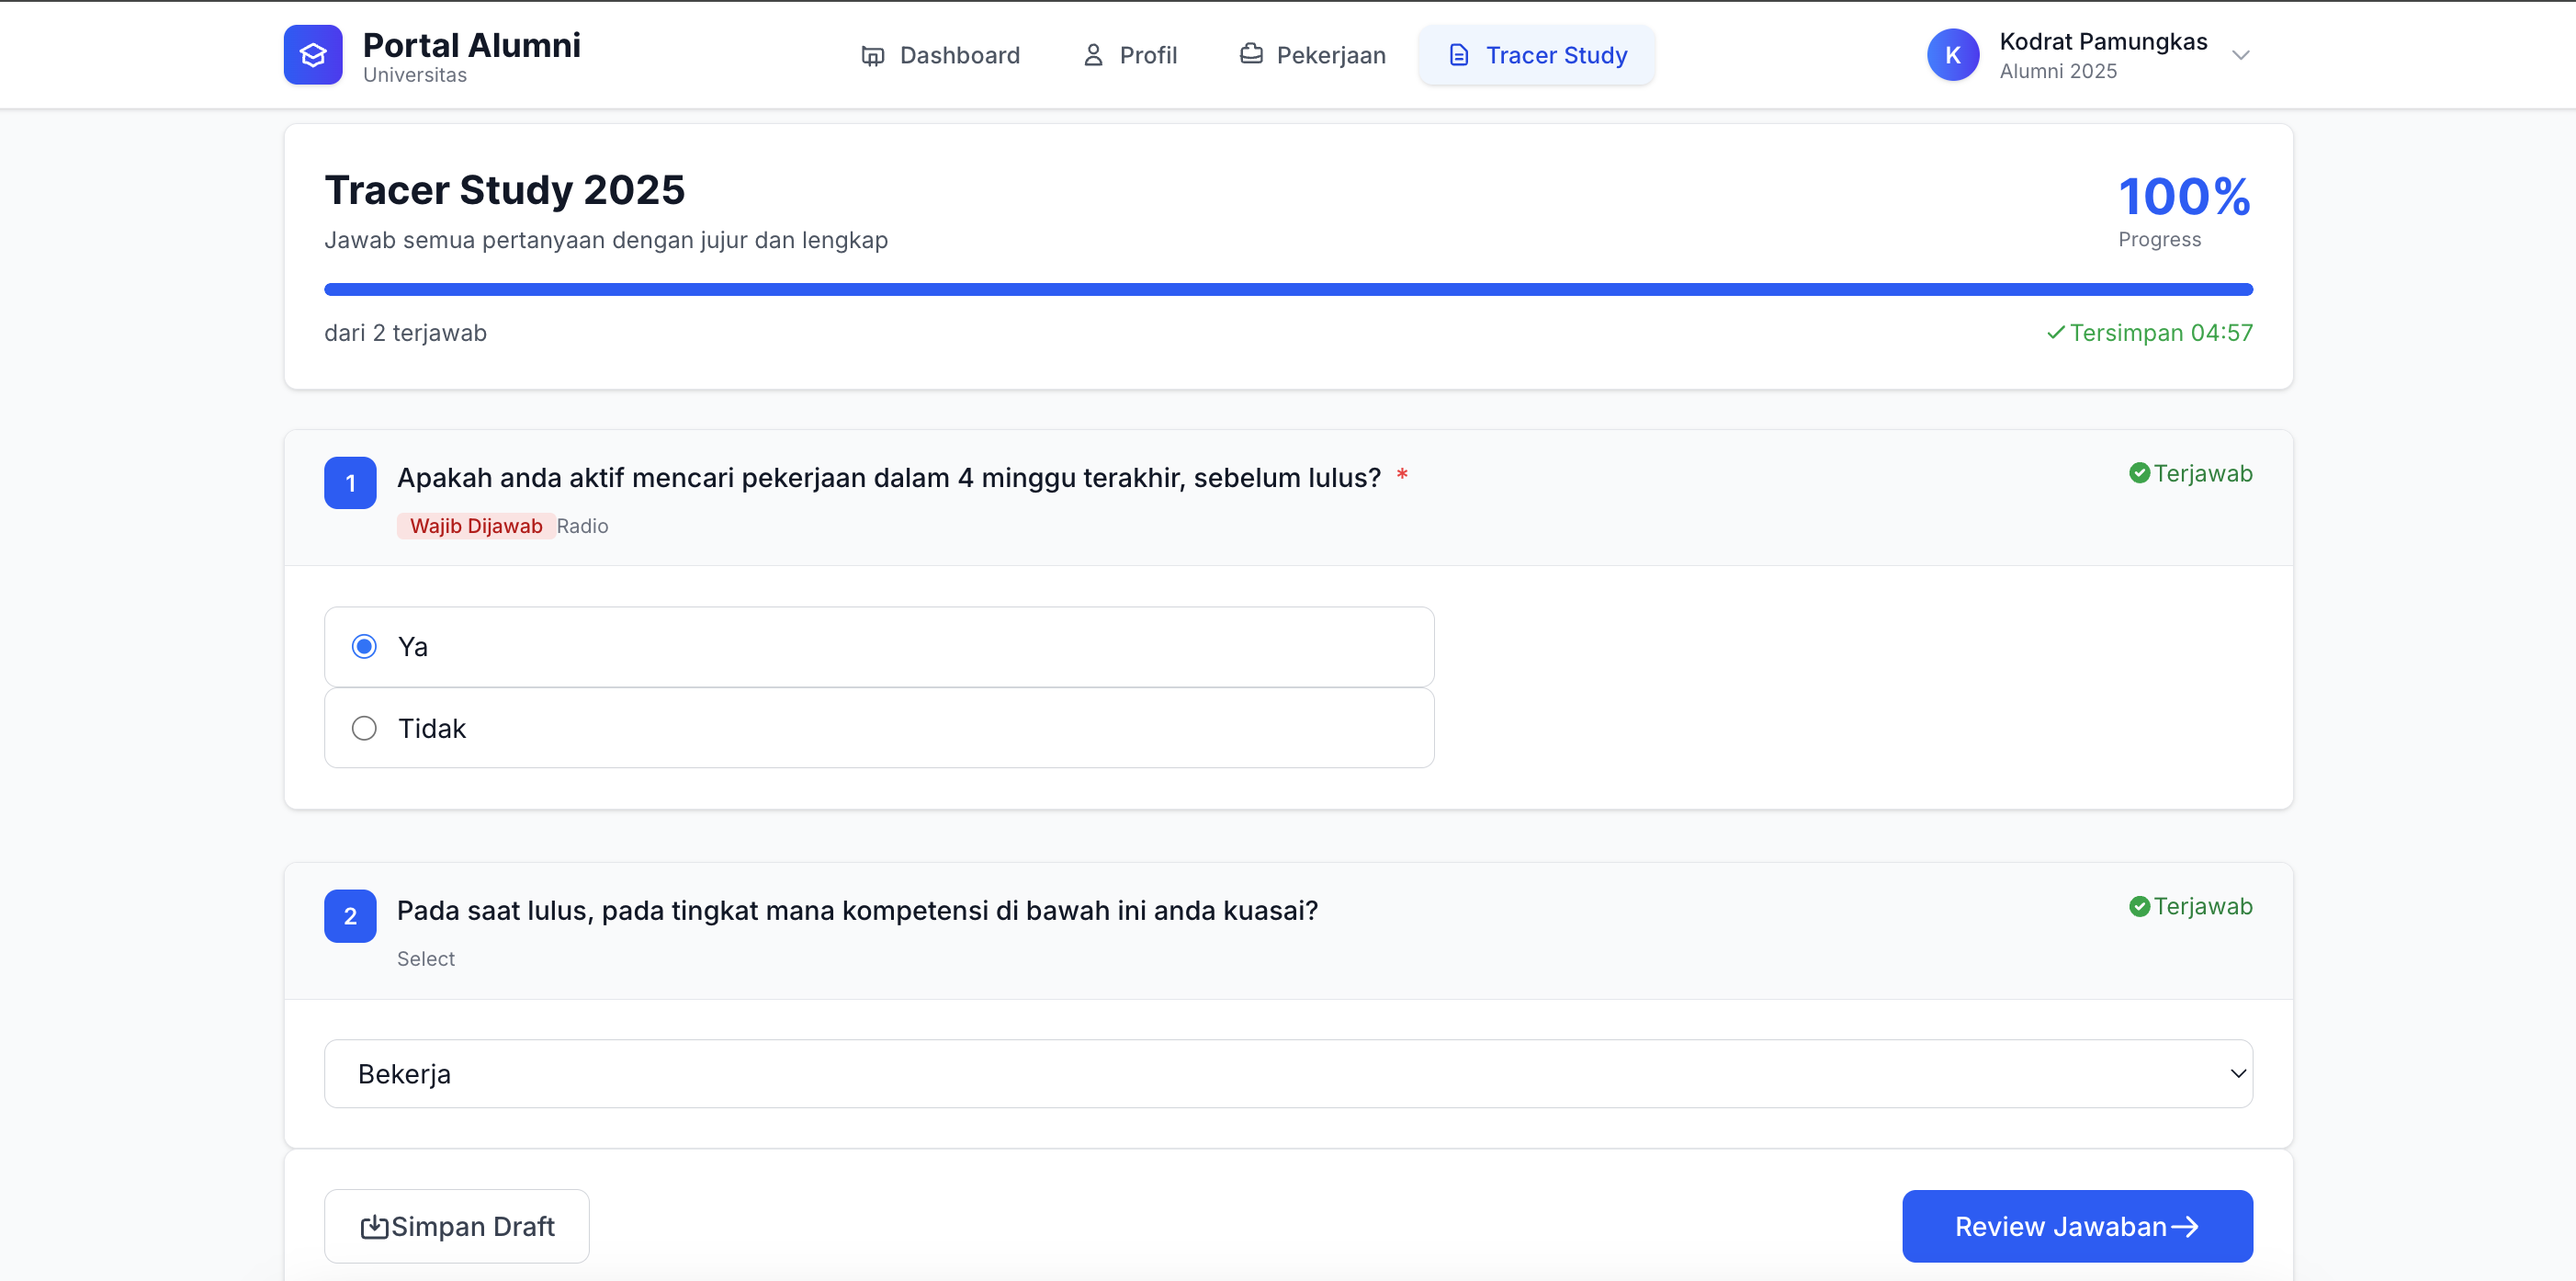 Portal Alumni
Universitas
Dashboard
Profil
Pekerjaan
Tracer Study
K
Kodrat Pamungkas
Alumni 2025
Tracer Study 2025
Jawab semua pertanyaan dengan jujur dan lengkap
100%
Progress
dari 2 terjawab
Tersimpan 04:57
1
Apakah anda aktif mencari pekerjaan dalam 4 minggu terakhir, sebelum lulus? *
Wajib Dijawab Radio
Terjawab
Ya
Tidak
2
Pada saat lulus, pada tingkat mana kompetensi di bawah ini anda kuasai?
Select
Terjawab
Bekerja
Simpan Draft
Review Jawaban